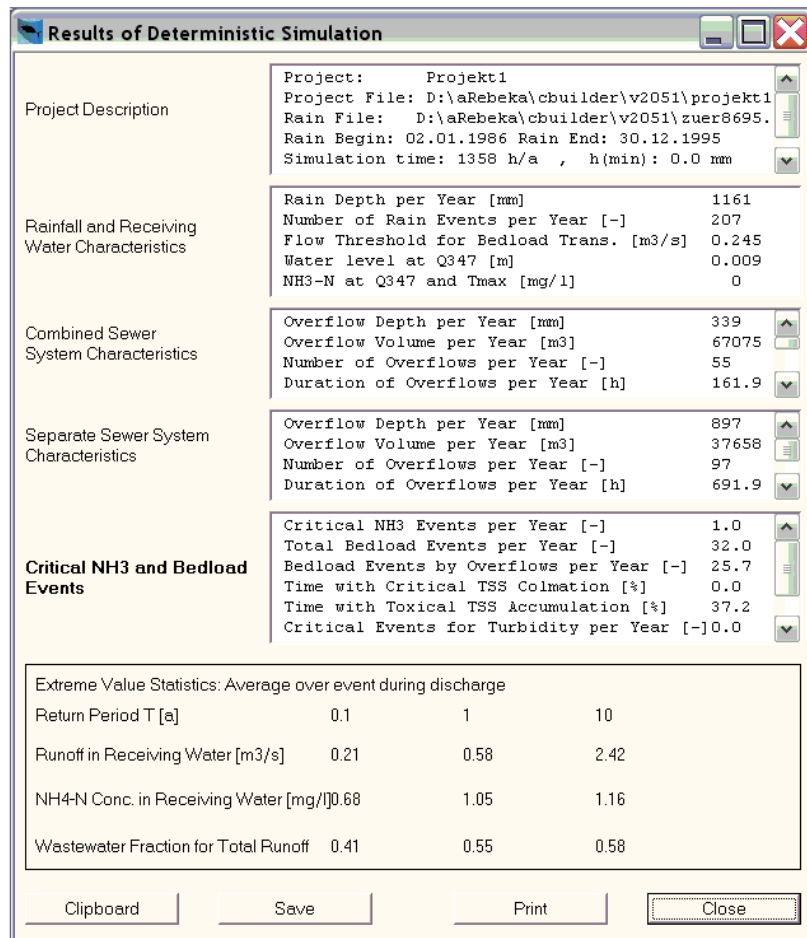 Results of Deterministic Simulation
Project Description
Project: Projekt1
Project File: D:\aRebeka\cbuilder\v2051\projekt1
Rain File: D:\aRebeka\cbuilder\v2051\zuer8695.
Rain Begin: 02.01.1986 Rain End: 30.12.1995
Simulation time: 1358 h/a , h(min): 0.0 mm
Rainfall and Receiving
Water Characteristics
Rain Depth per Year [mm] 1161
Number of Rain Events per Year [-] 207
Flow Threshold for Bedload Trans. [m3/s] 0.245
Water level at Q347 [m] 0.009
NH3-N at Q347 and Tmax [mg/l] 0
Combined Sewer
System Characteristics
Overflow Depth per Year [mm] 339
Overflow Volume per Year [m3] 67075
Number of Overflows per Year [-] 55
Duration of Overflows per Year [h] 161.9
Separate Sewer System
Characteristics
Overflow Depth per Year [mm] 897
Overflow Volume per Year [m3] 37658
Number of Overflows per Year [-] 97
Duration of Overflows per Year [h] 691.9
Critical NH3 and Bedload
Events
Critical NH3 Events per Year [-] 1.0
Total Bedload Events per Year [-] 32.0
Bedload Events by Overflows per Year [-] 25.7
Time with Critical TSS Colmation [%] 0.0
Time with Toxical TSS Accumulation [%] 37.2
Critical Events for Turbidity per Year [-]0.0
Extreme Value Statistics: Average over event during discharge
Return Period T [a] 0.1 1 10
Runoff in Receiving Water [m3/s] 0.21 0.58 2.42
NH4-N Conc. in Receiving Water [mg/l]0.68 1.05 1.16
Wastewater Fraction for Total Runoff 0.41 0.55 0.58
Clipboard Save Print Close